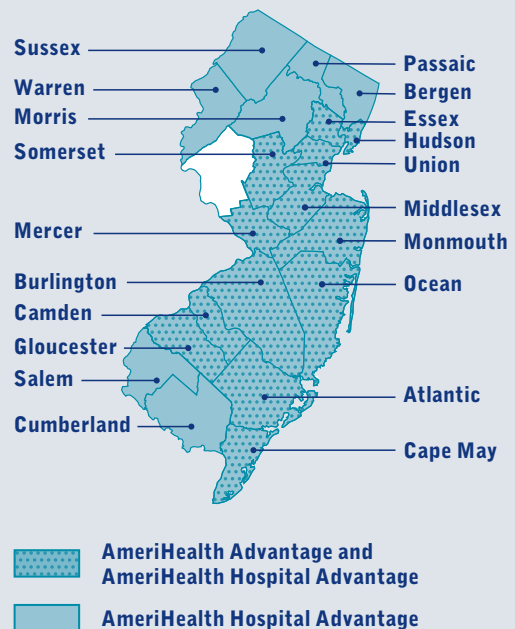 Sussex
Warren
Morris
Somerset
Mercer
Burlington
Camden
Gloucester
Salem
Cumberland
Passaic
Bergen
Essex
Hudson
Union
Middlesex
Monmouth
Ocean
Atlantic
Cape May
AmeriHealth Advantage and
AmeriHealth Hospital Advantage
AmeriHealth Hospital Advantage